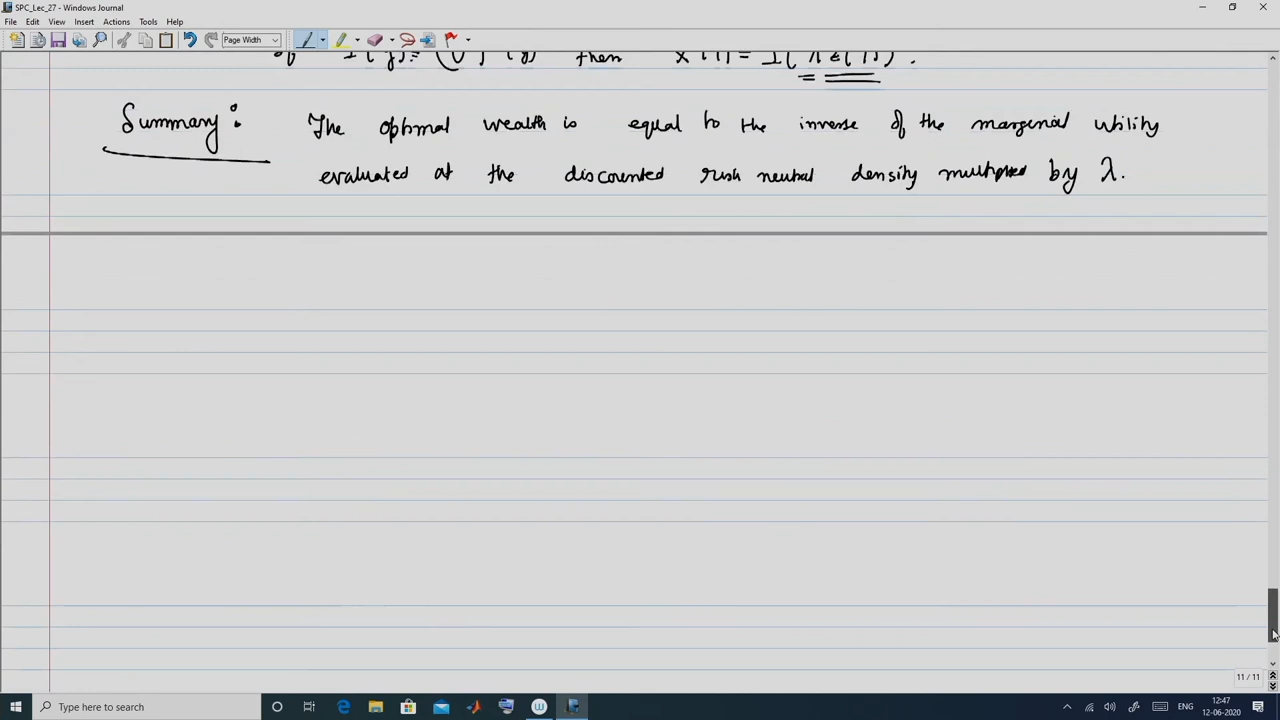 SPC_Lec_27 - Windows Journal
File Edit View Insert Actions Tools Help
Page Width
then
Summary :
The optimal wealth is equal to the inverse of the marginal utility
evaluated at the discounted risk neutral density multiplied by λ.
11 / 11
Type here to search
12:47
12-06-2020